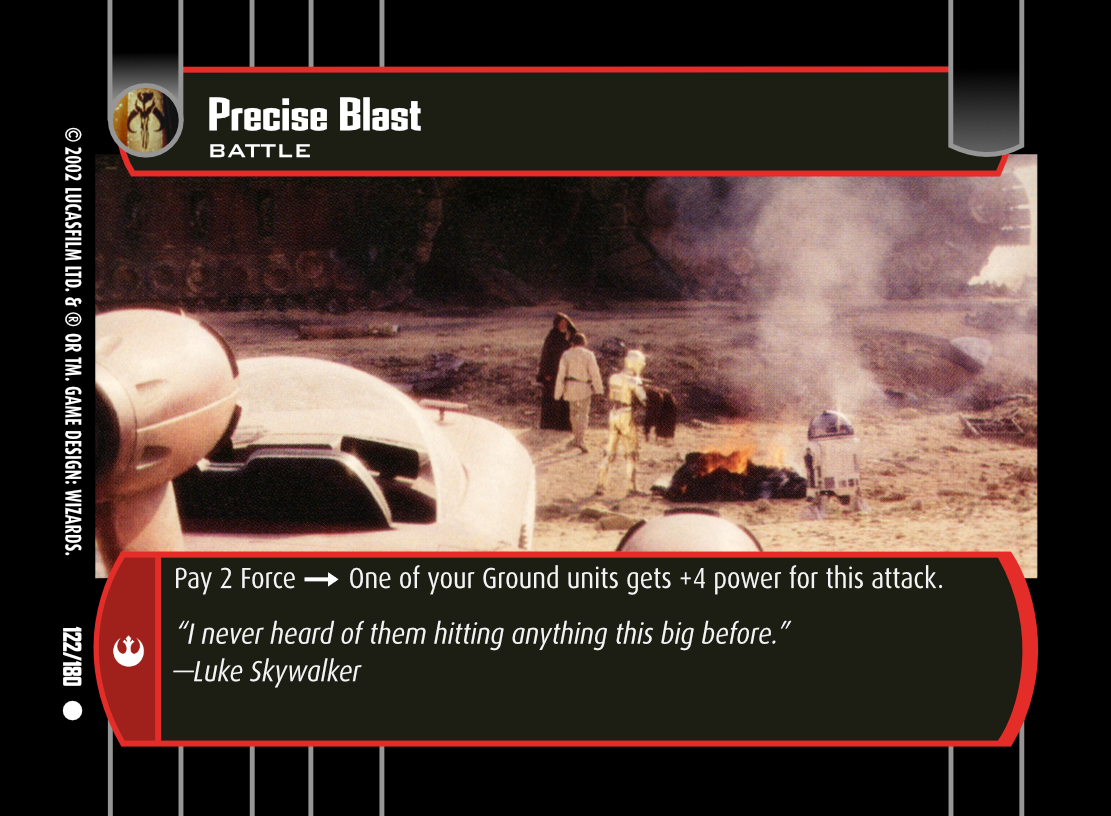 Precise Blast
BATTLE
Pay 2 Force → One of your Ground units gets +4 power for this attack.
“I never heard of them hitting anything this big before.”
—Luke Skywalker
© 2002 LUCASFILM LTD. & ® OR TM. GAME DESIGN: WIZARDS.
122/180